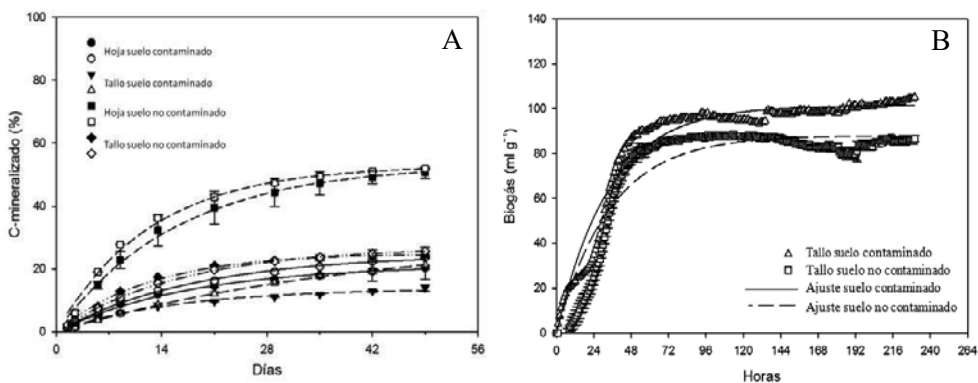 A
C-mineralizado (%)
100
80
60
40
20
0
Hoja suelo contaminado
Tallo suelo contaminado
Hoja suelo no contaminado
Tallo suelo no contaminado
0 14 28 42 56
Días
B
Biogás (ml g⁻¹)
140
120
100
80
60
40
20
0
Tallo suelo contaminado
Tallo suelo no contaminado
Ajuste suelo contaminado
Ajuste suelo no contaminado
0 24 48 72 96 120 144 168 192 216 240 264
Horas